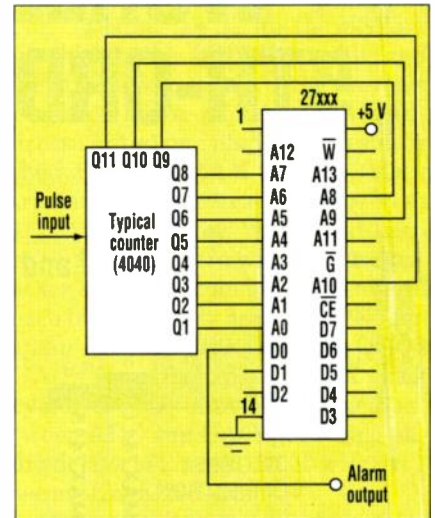 27xxx
+5 V
1
Q11 Q10 Q9
Q8
Q7
Q6
Q5
Q4
Q3
Q2
Q1
Pulse
input
Typical
counter
(4040)
A12
A7
A6
A5
A4
A3
A2
A1
A0
D0
D1
D2
14
W̅
A13
A8
A9
A11
G̅
A10
C̅E̅
D7
D6
D5
D4
D3
Alarm
output